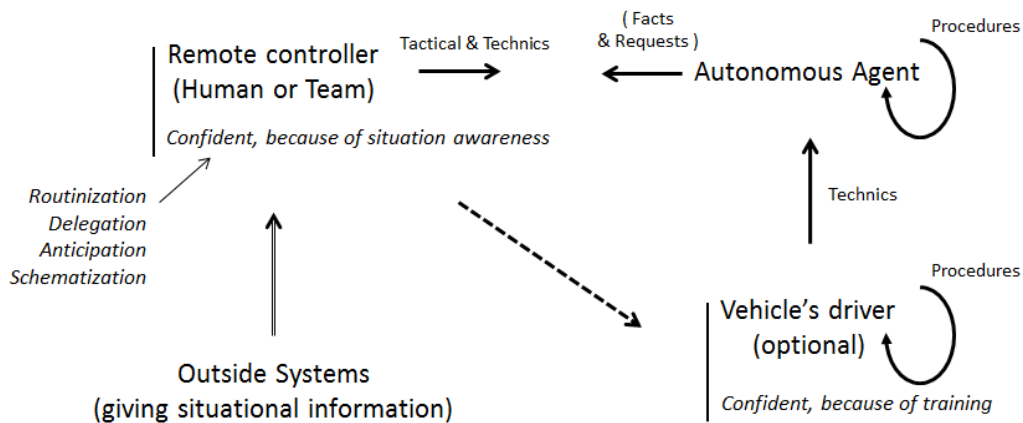 Remote controller
(Human or Team)
Confident, because of situation awareness
Tactical & Technics
( Facts
& Requests )
Autonomous Agent
Procedures
Routinization
Delegation
Anticipation
Schematization
Technics
Outside Systems
(giving situational information)
Vehicle's driver
(optional)
Confident, because of training
Procedures